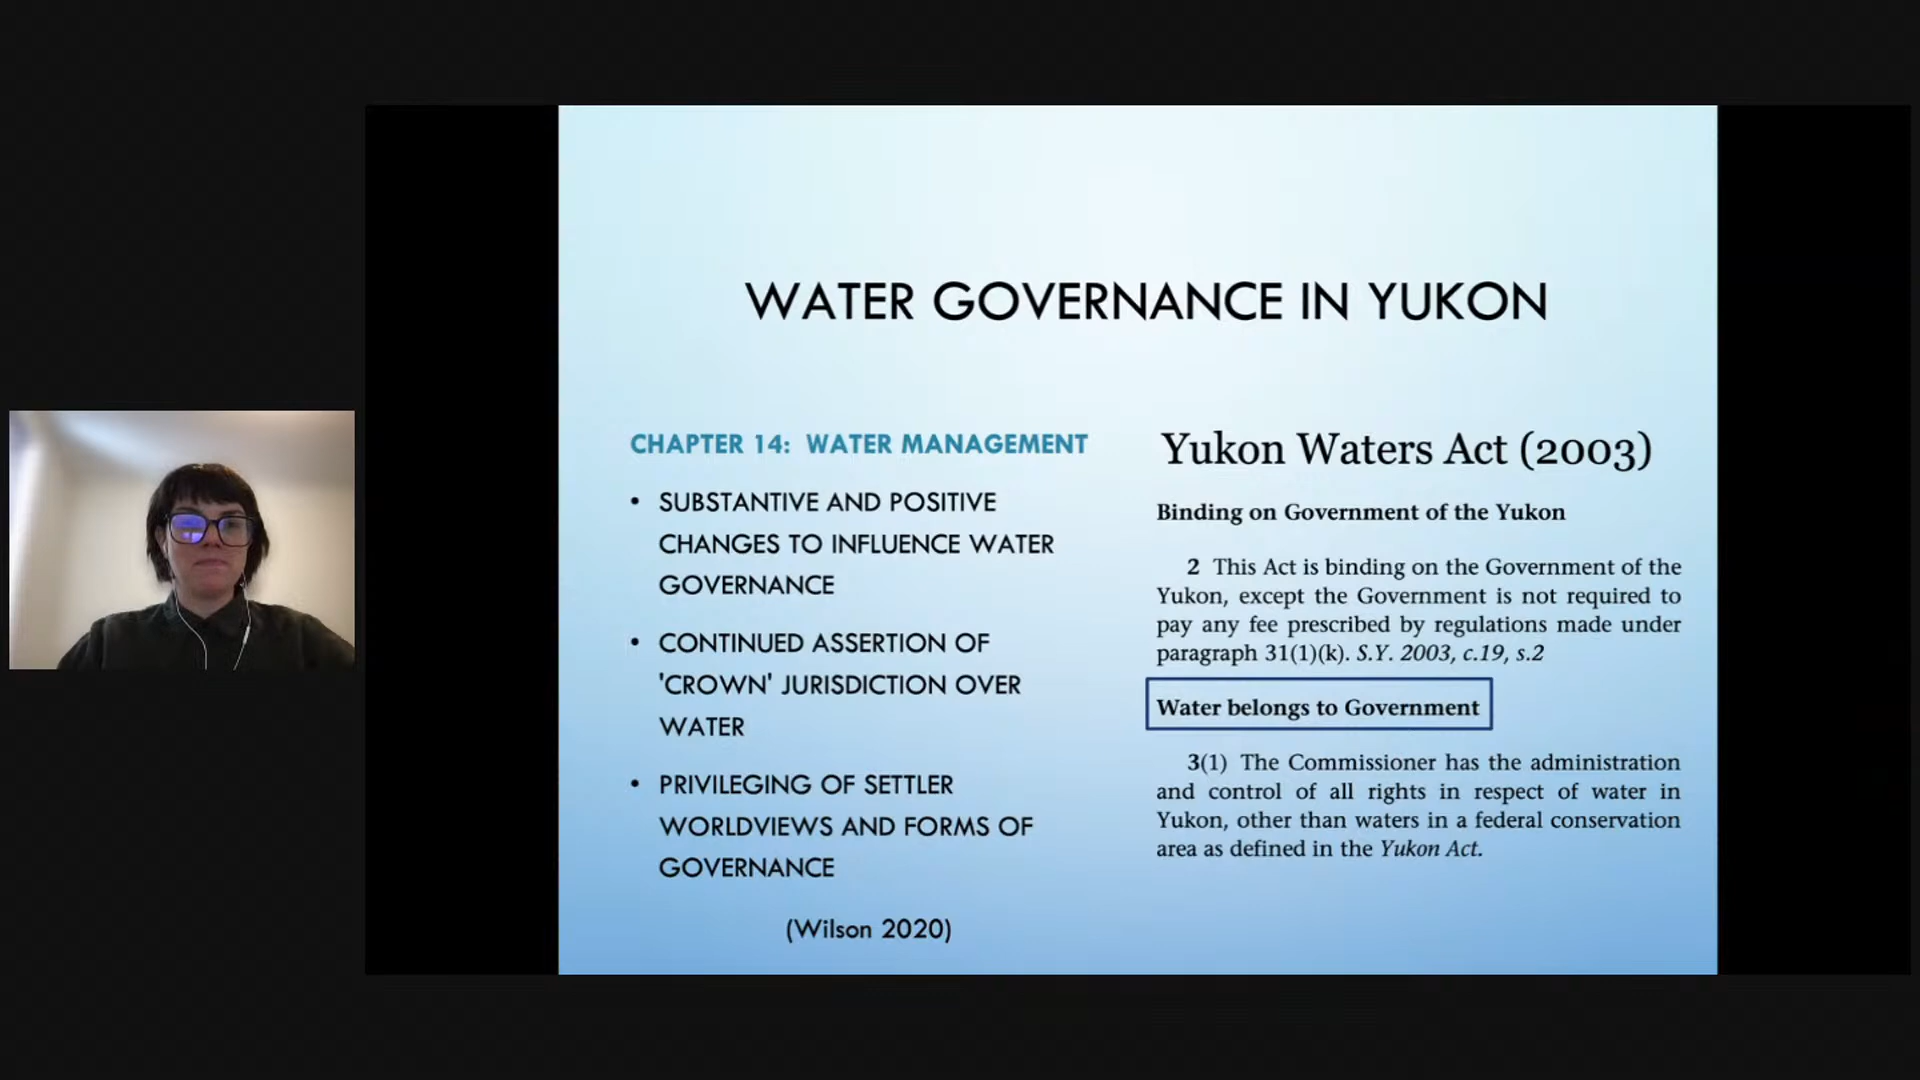 WATER GOVERNANCE IN YUKON
CHAPTER 14: WATER MANAGEMENT
• SUBSTANTIVE AND POSITIVE
CHANGES TO INFLUENCE WATER
GOVERNANCE
• CONTINUED ASSERTION OF
'CROWN' JURISDICTION OVER
WATER
• PRIVILEGING OF SETTLER
WORLDVIEWS AND FORMS OF
GOVERNANCE
(Wilson 2020)
Yukon Waters Act (2003)
Binding on Government of the Yukon
2 This Act is binding on the Government of the
Yukon, except the Government is not required to
pay any fee prescribed by regulations made under
paragraph 31(1)(k). S.Y. 2003, c.19, s.2
Water belongs to Government
3(1) The Commissioner has the administration
and control of all rights in respect of water in
Yukon, other than waters in a federal conservation
area as defined in the Yukon Act.